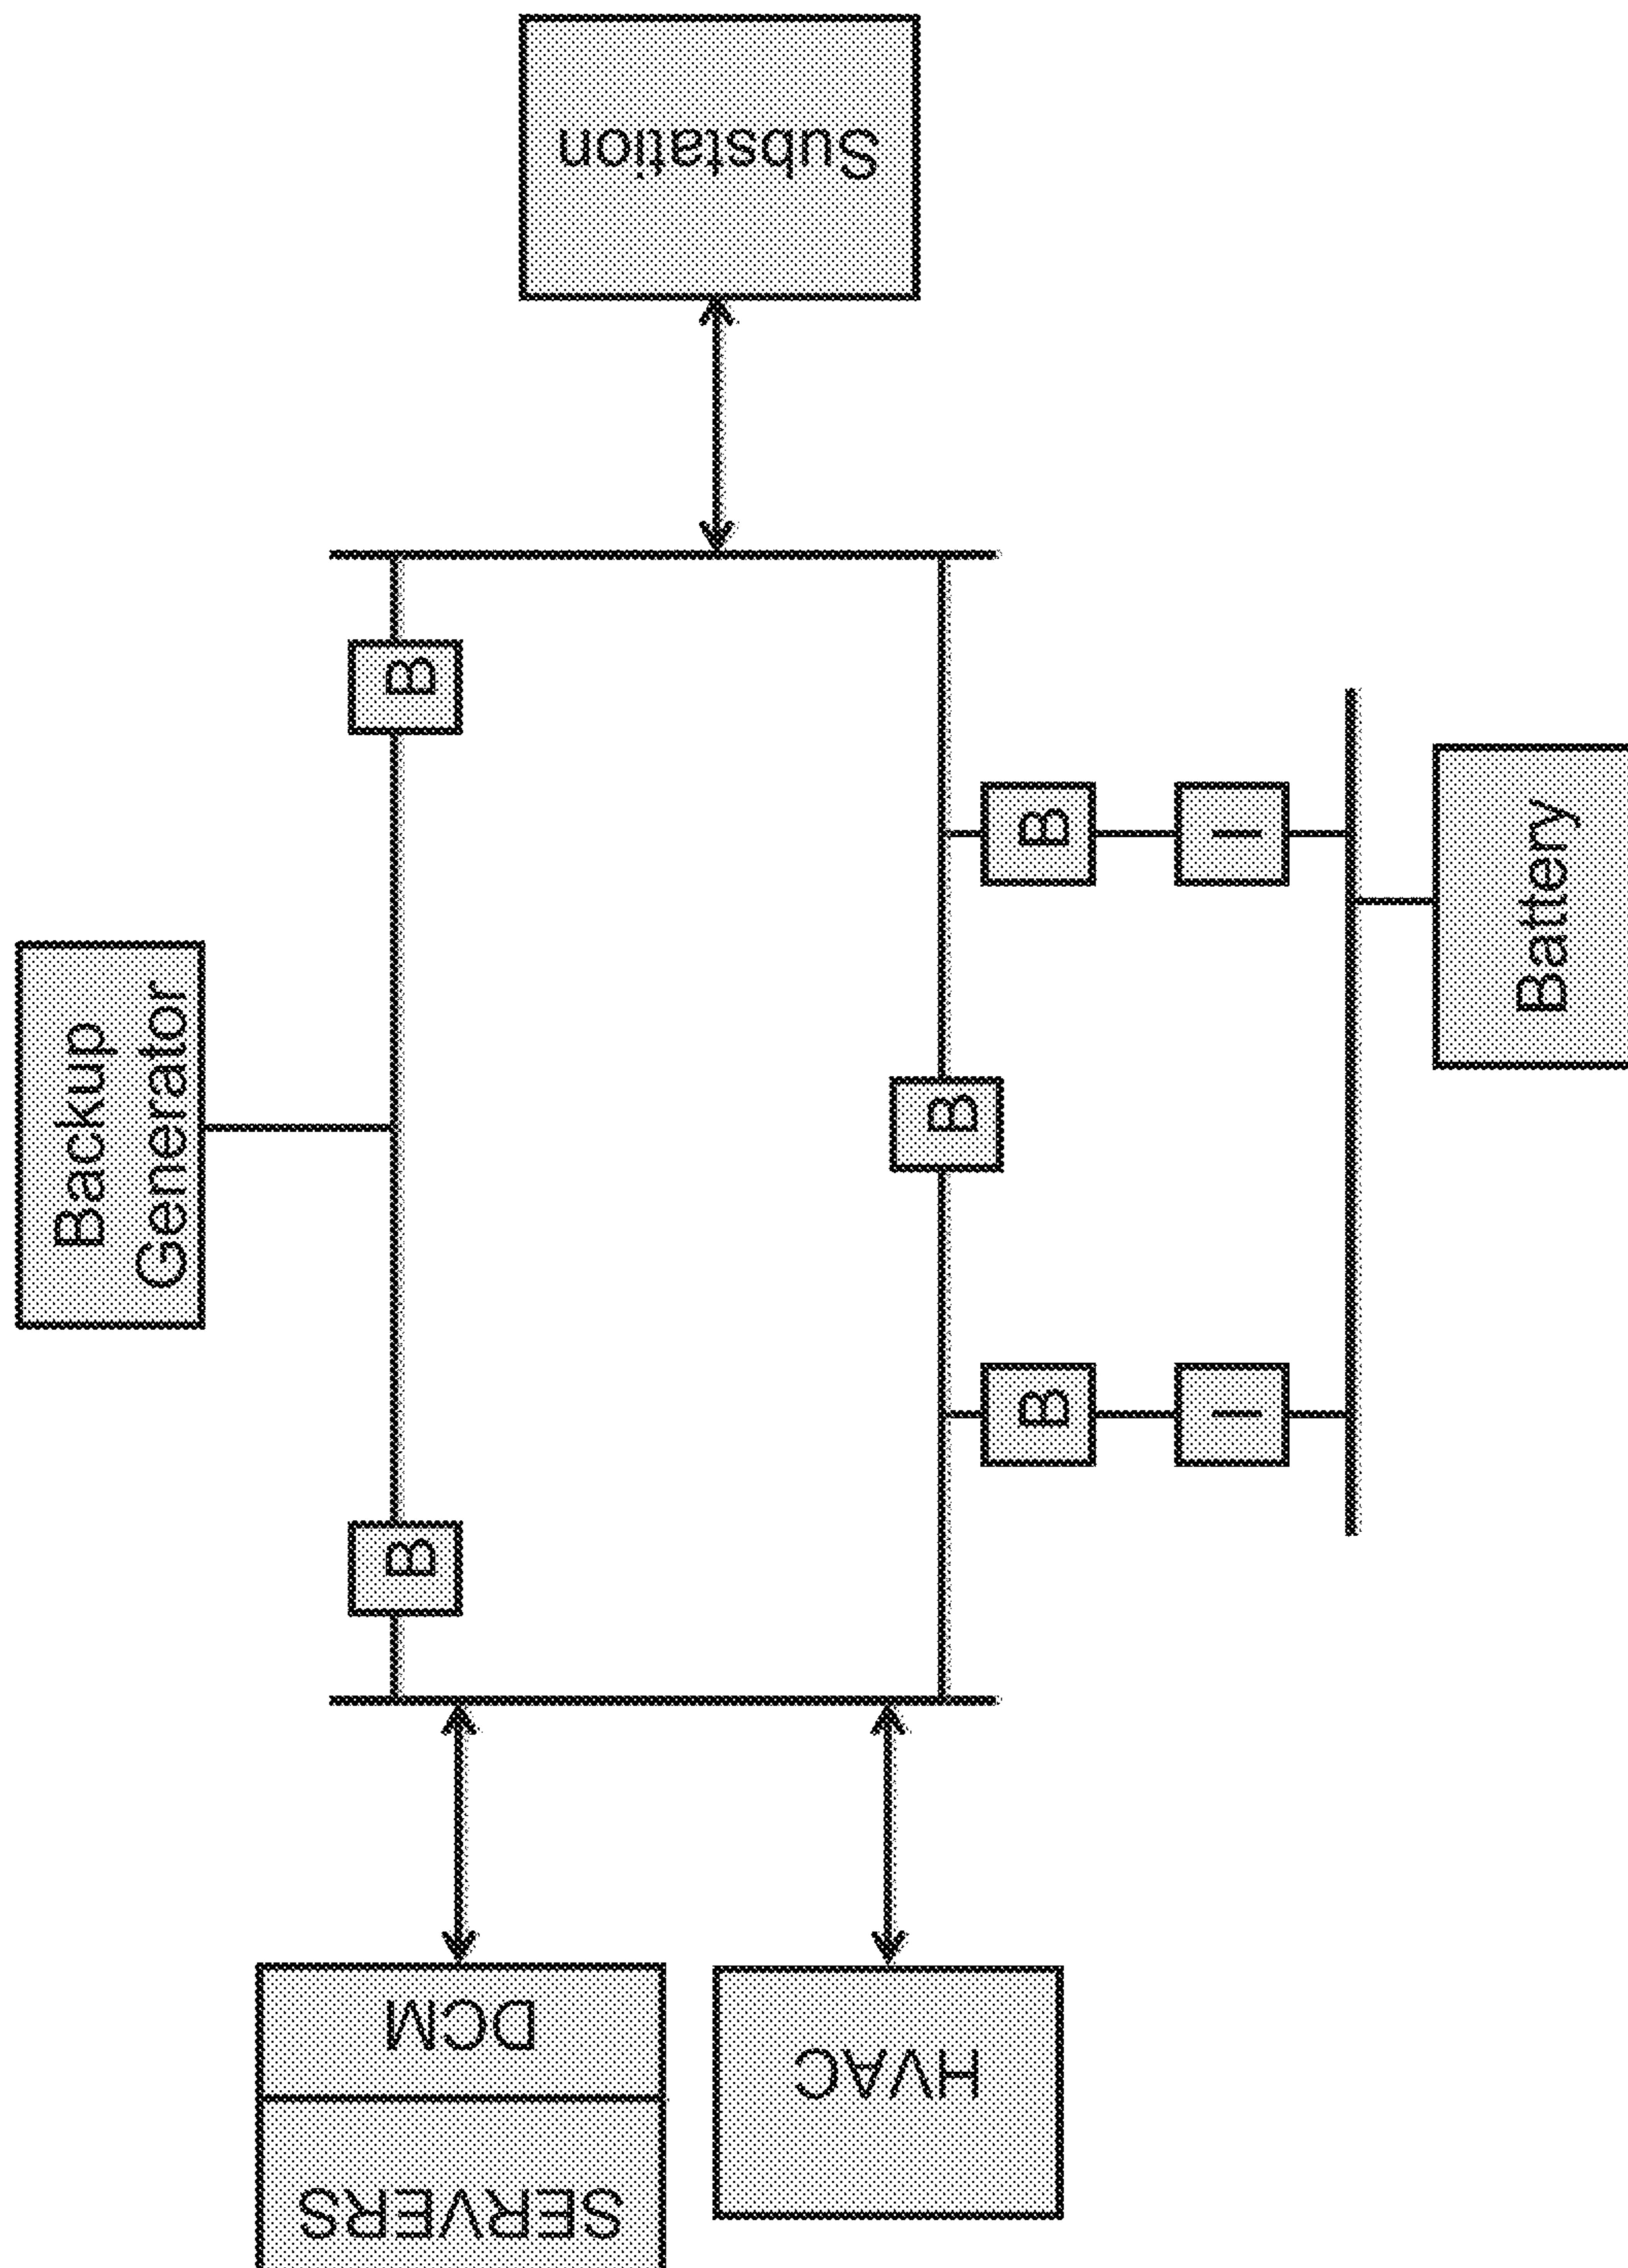 Substation
B
Backup
Generator
B
I
Battery
B
B
I
B
DCM
HVAC
SERVERS